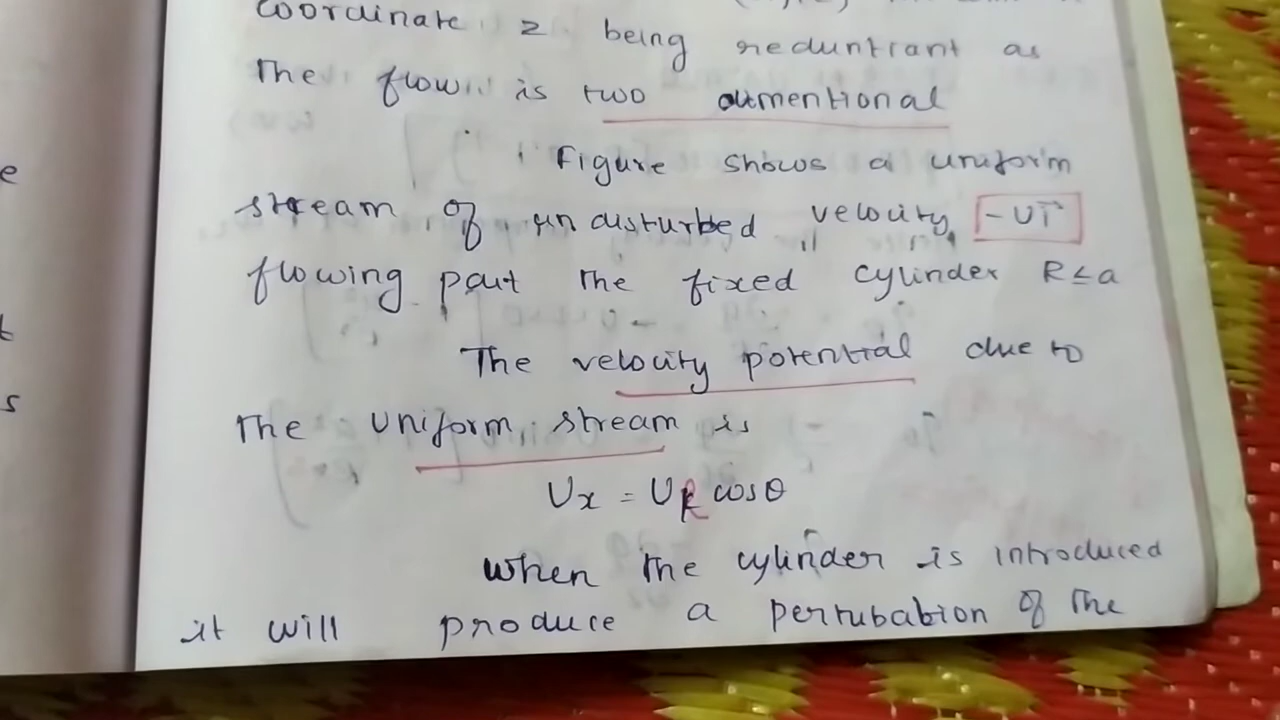 coordinate z being reduntrant as
The flow is two dimentional
Figure shows a uniform
stream of undisturbed velocity -Ui
flowing part the fixed cylinder R≤a
The velocity potential due to
The uniform stream is
Ux = UR cosθ
when the cylinder is introduced
it will produce a pertubation of the
e
t
s